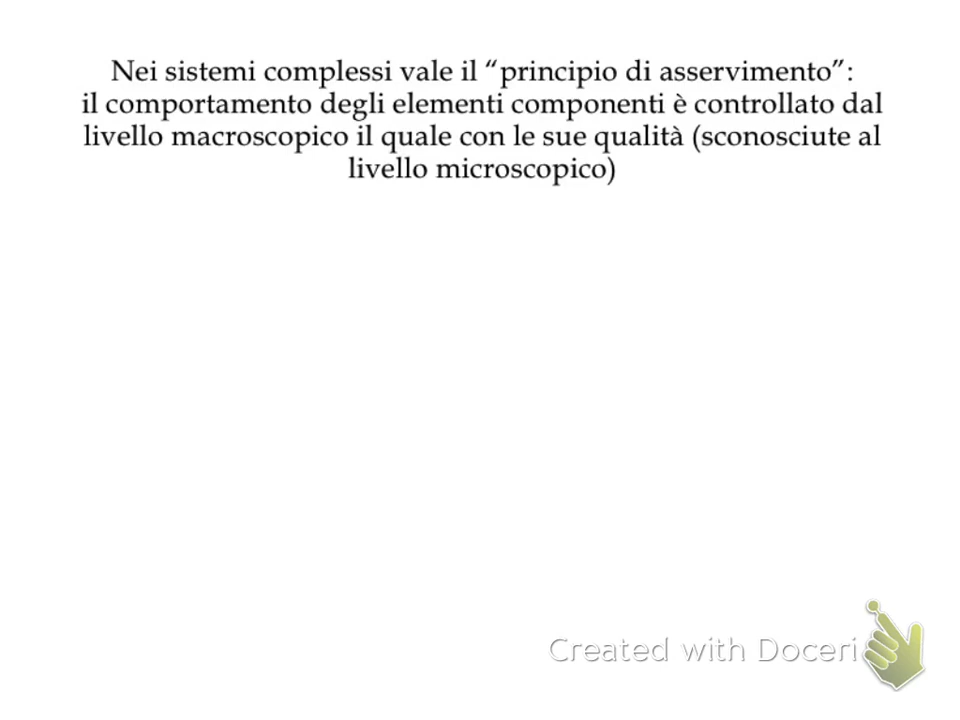 Nei sistemi complessi vale il “principio di asservimento”:
il comportamento degli elementi componenti è controllato dal
livello macroscopico il quale con le sue qualità (sconosciute al
livello microscopico)
Created with Doceri